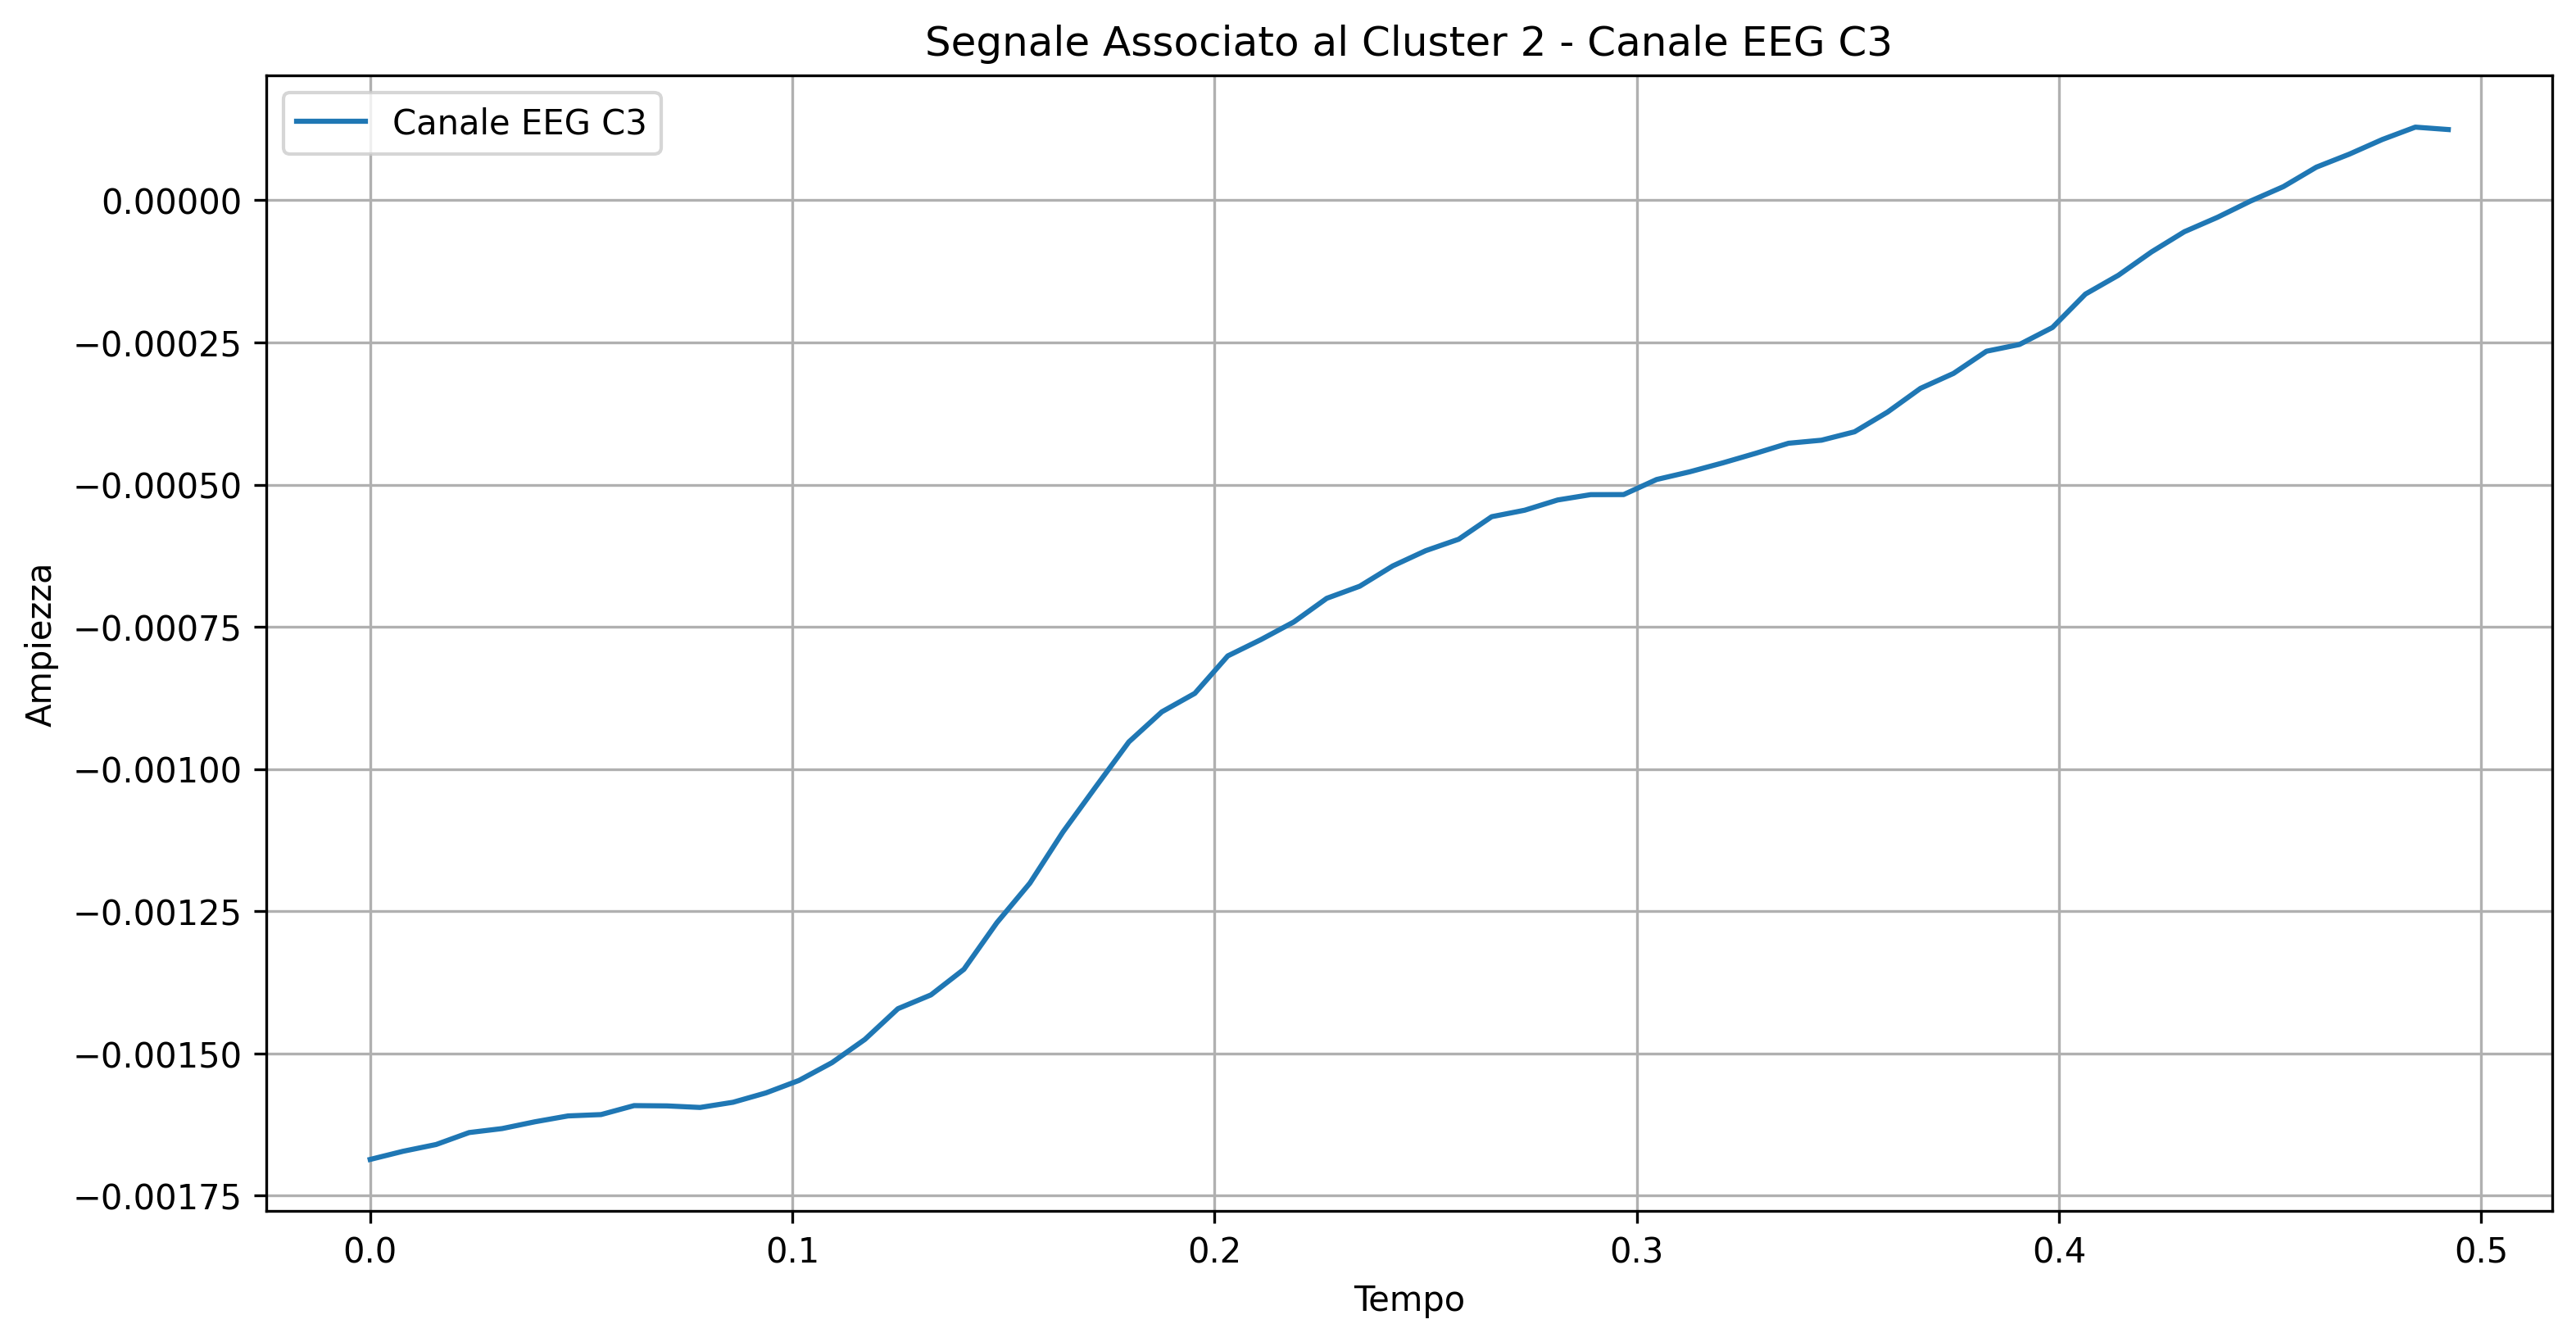 Segnale Associato al Cluster 2 - Canale EEG C3
Canale EEG C3
0.00000
−0.00025
−0.00050
−0.00075
−0.00100
−0.00125
−0.00150
−0.00175
Ampiezza
0.0 0.1 0.2 0.3 0.4 0.5
Tempo